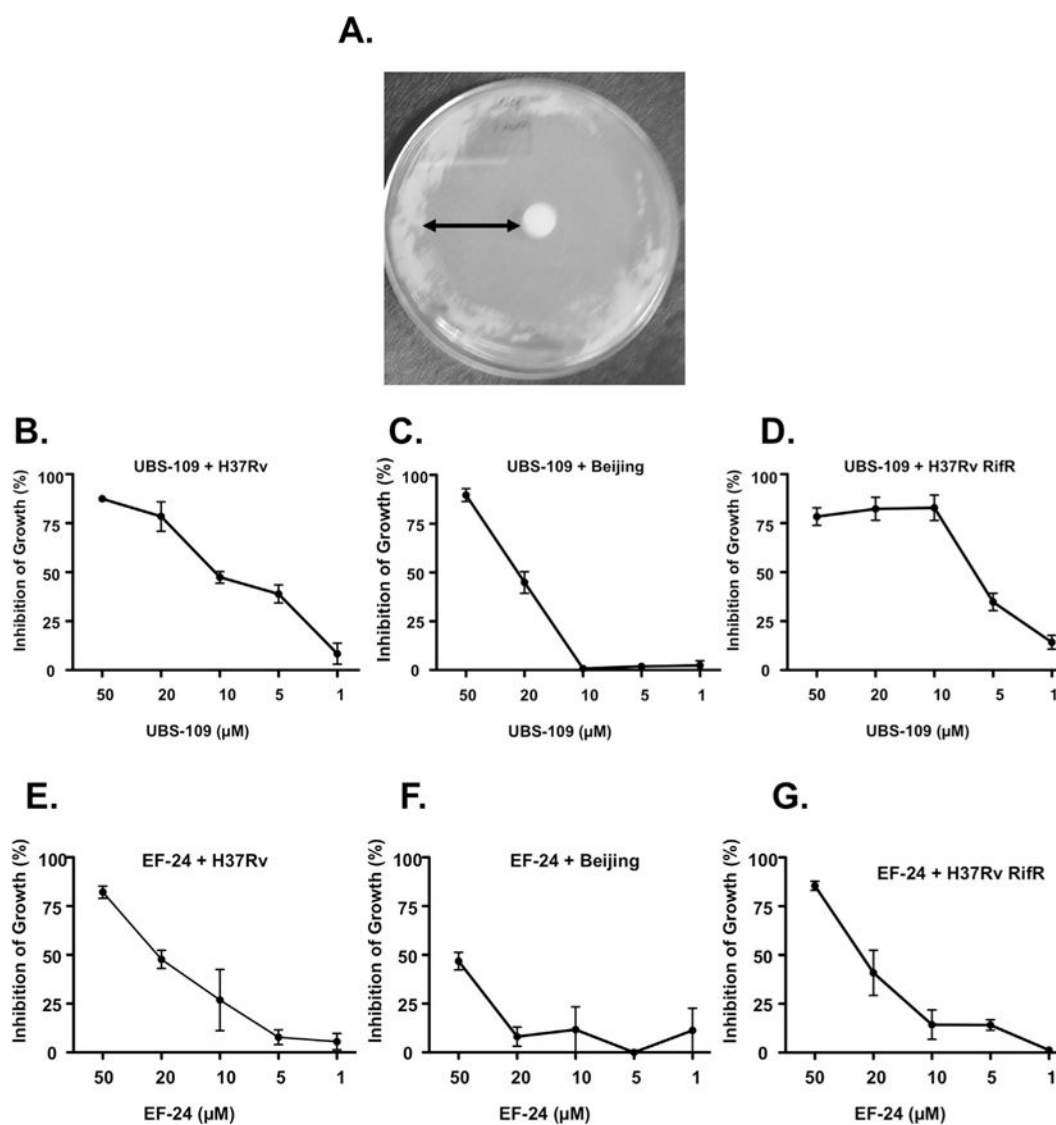 A.
B.
UBS-109 + H37Rv
Inhibition of Growth (%)
100
75
50
25
0
50 20 10 5 1
UBS-109 (µM)
C.
UBS-109 + Beijing
Inhibition of Growth (%)
100
75
50
25
0
50 20 10 5 1
UBS-109 (µM)
D.
UBS-109 + H37Rv RifR
Inhibition of Growth (%)
100
75
50
25
0
50 20 10 5 1
UBS-109 (µM)
E.
EF-24 + H37Rv
Inhibition of Growth (%)
100
75
50
25
0
50 20 10 5 1
EF-24 (µM)
F.
EF-24 + Beijing
Inhibition of Growth (%)
100
75
50
25
0
50 20 10 5 1
EF-24 (µM)
G.
EF-24 + H37Rv RifR
Inhibition of Growth (%)
100
75
50
25
0
50 20 10 5 1
EF-24 (µM)